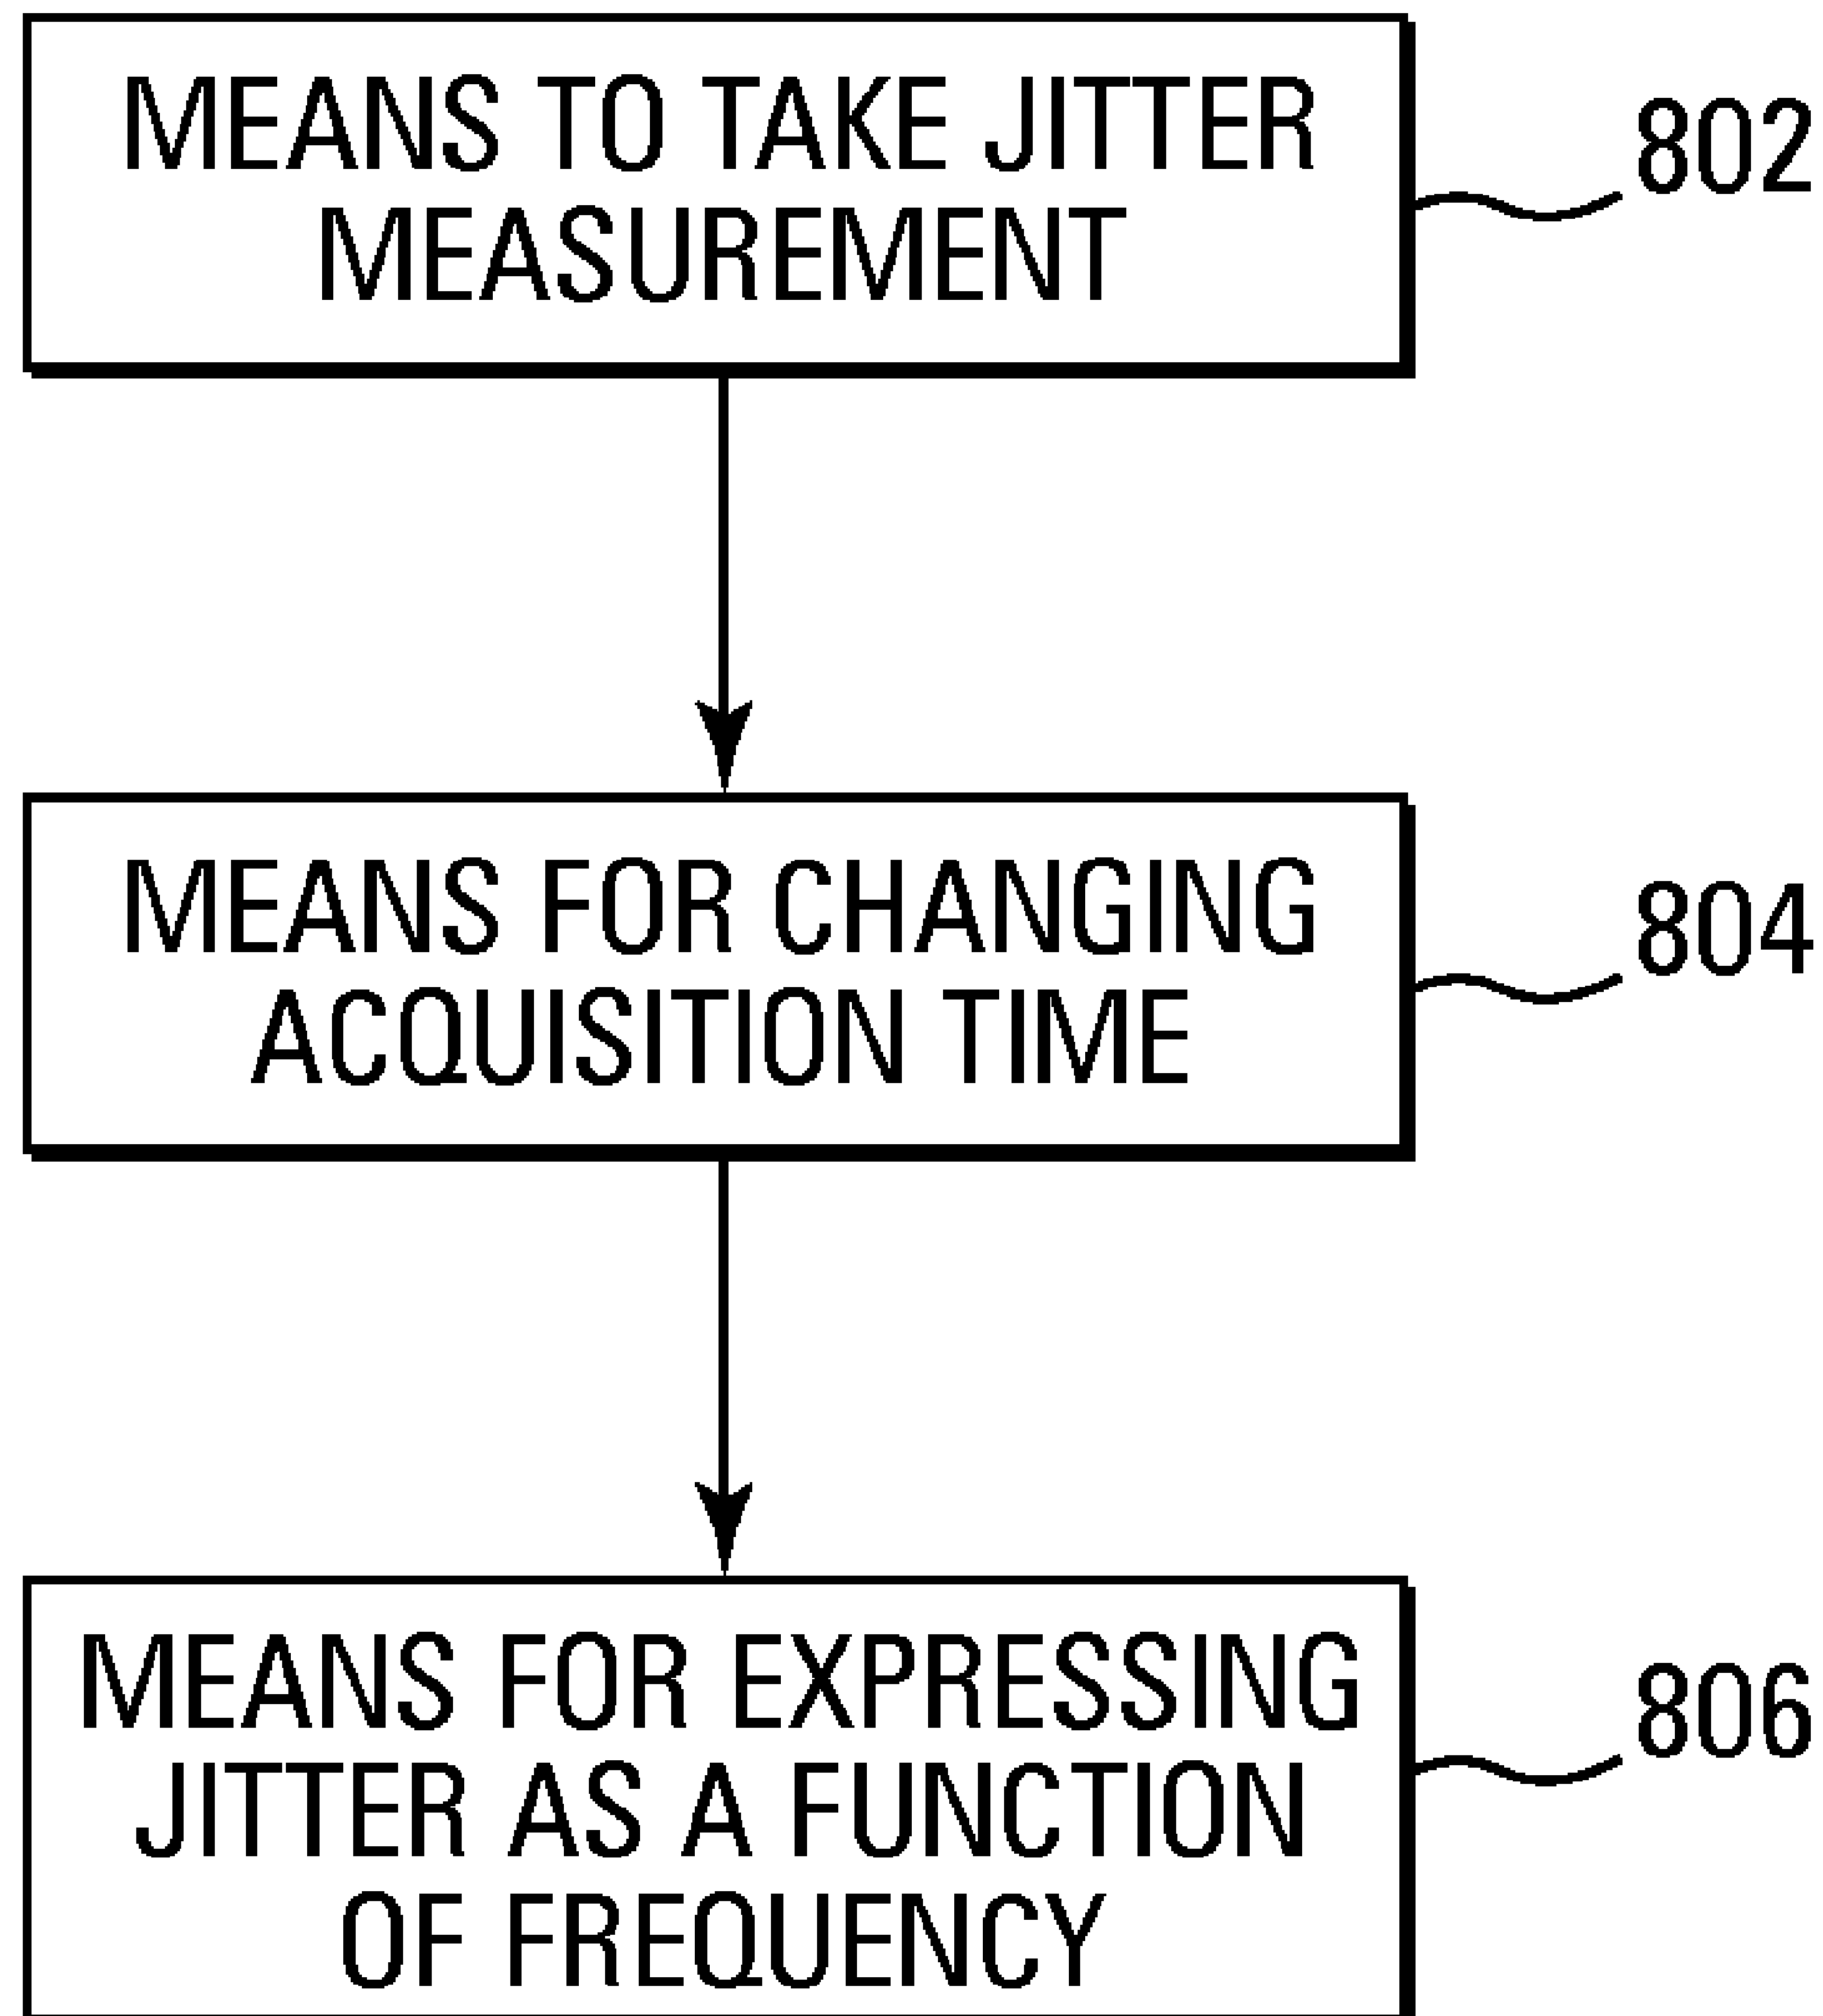 MEANS TO TAKE JITTER
MEASUREMENT
802
MEANS FOR CHANGING
ACQUISITION TIME
804
MEANS FOR EXPRESSING
JITTER AS A FUNCTION
OF FREQUENCY
806